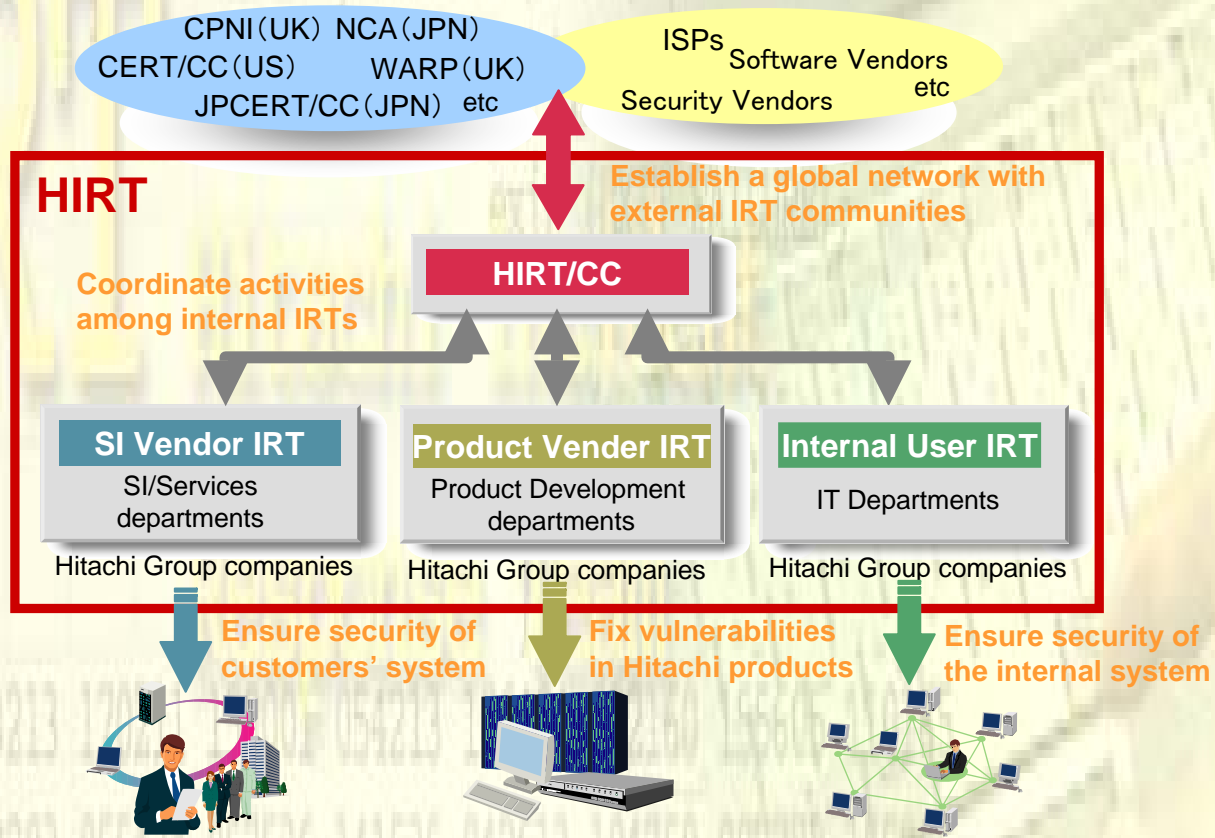 CPNI(UK) NCA(JPN)
CERT/CC(US) WARP(UK)
JPCERT/CC(JPN) etc
ISPs
Software Vendors
Security Vendors etc
HIRT
Establish a global network with
external IRT communities
HIRT/CC
Coordinate activities
among internal IRTs
SI Vendor IRT
SI/Services
departments
Hitachi Group companies
Product Vender IRT
Product Development
departments
Hitachi Group companies
Internal User IRT
IT Departments
Hitachi Group companies
Ensure security of
customers’ system
Fix vulnerabilities
in Hitachi products
Ensure security of
the internal system